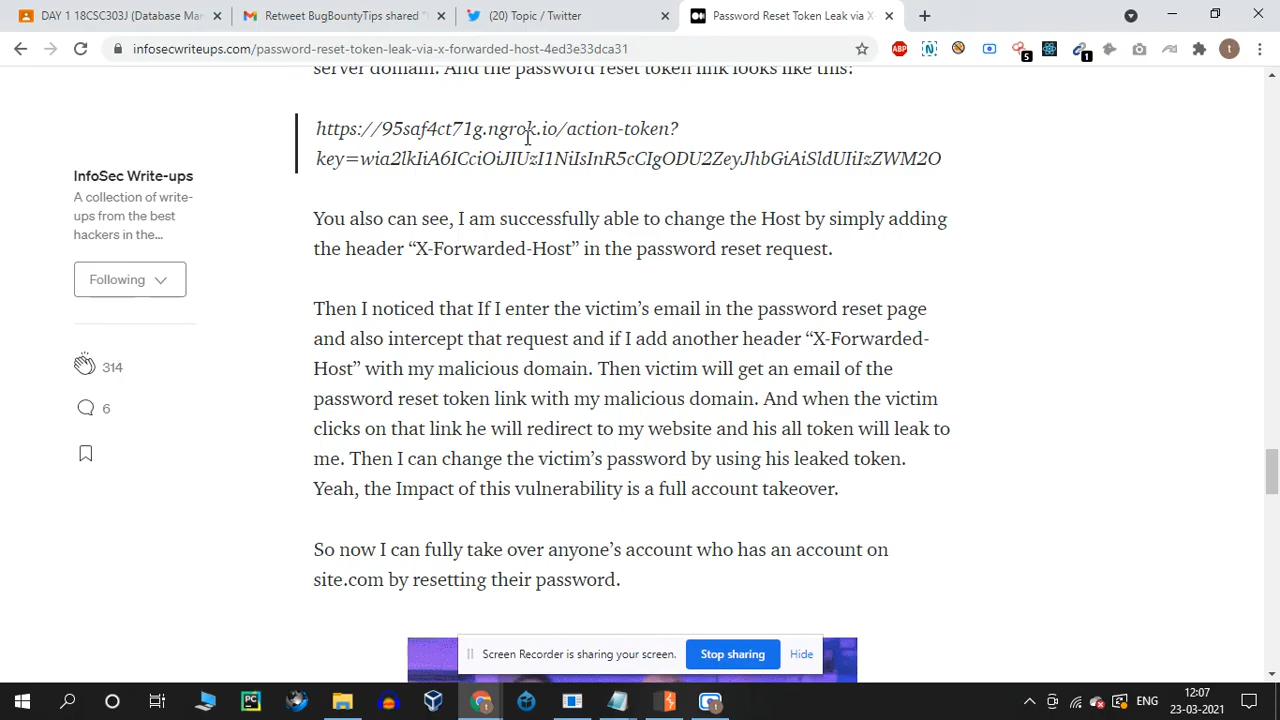 DAY 1 18CSC303J (Database Mar
Retweet BugBountyTips shared "
(20) Topic / Twitter
Password Reset Token Leak via X-
infosecwriteups.com/password-reset-token-leak-via-x-forwarded-host-4ed3e33dca31
ABP
5
1
t
server domain. And the password reset token link looks like this:
https://95saf4ct71g.ngrok.io/action-token?
key=wia2lkIiA6ICciOiJIUzI1NiIsInR5cCIgODU2ZeyJhbGiAiSldUIiIzZWM2O
InfoSec Write-ups
A collection of write-
ups from the best
hackers in the...
Following
314
6
You also can see, I am successfully able to change the Host by simply adding
the header “X-Forwarded-Host” in the password reset request.
Then I noticed that If I enter the victim’s email in the password reset page
and also intercept that request and if I add another header “X-Forwarded-
Host” with my malicious domain. Then victim will get an email of the
password reset token link with my malicious domain. And when the victim
clicks on that link he will redirect to my website and his all token will leak to
me. Then I can change the victim’s password by using his leaked token.
Yeah, the Impact of this vulnerability is a full account takeover.
So now I can fully take over anyone’s account who has an account on
site.com by resetting their password.
Screen Recorder is sharing your screen.
Stop sharing
Hide
PC
ENG
12:07
23-03-2021